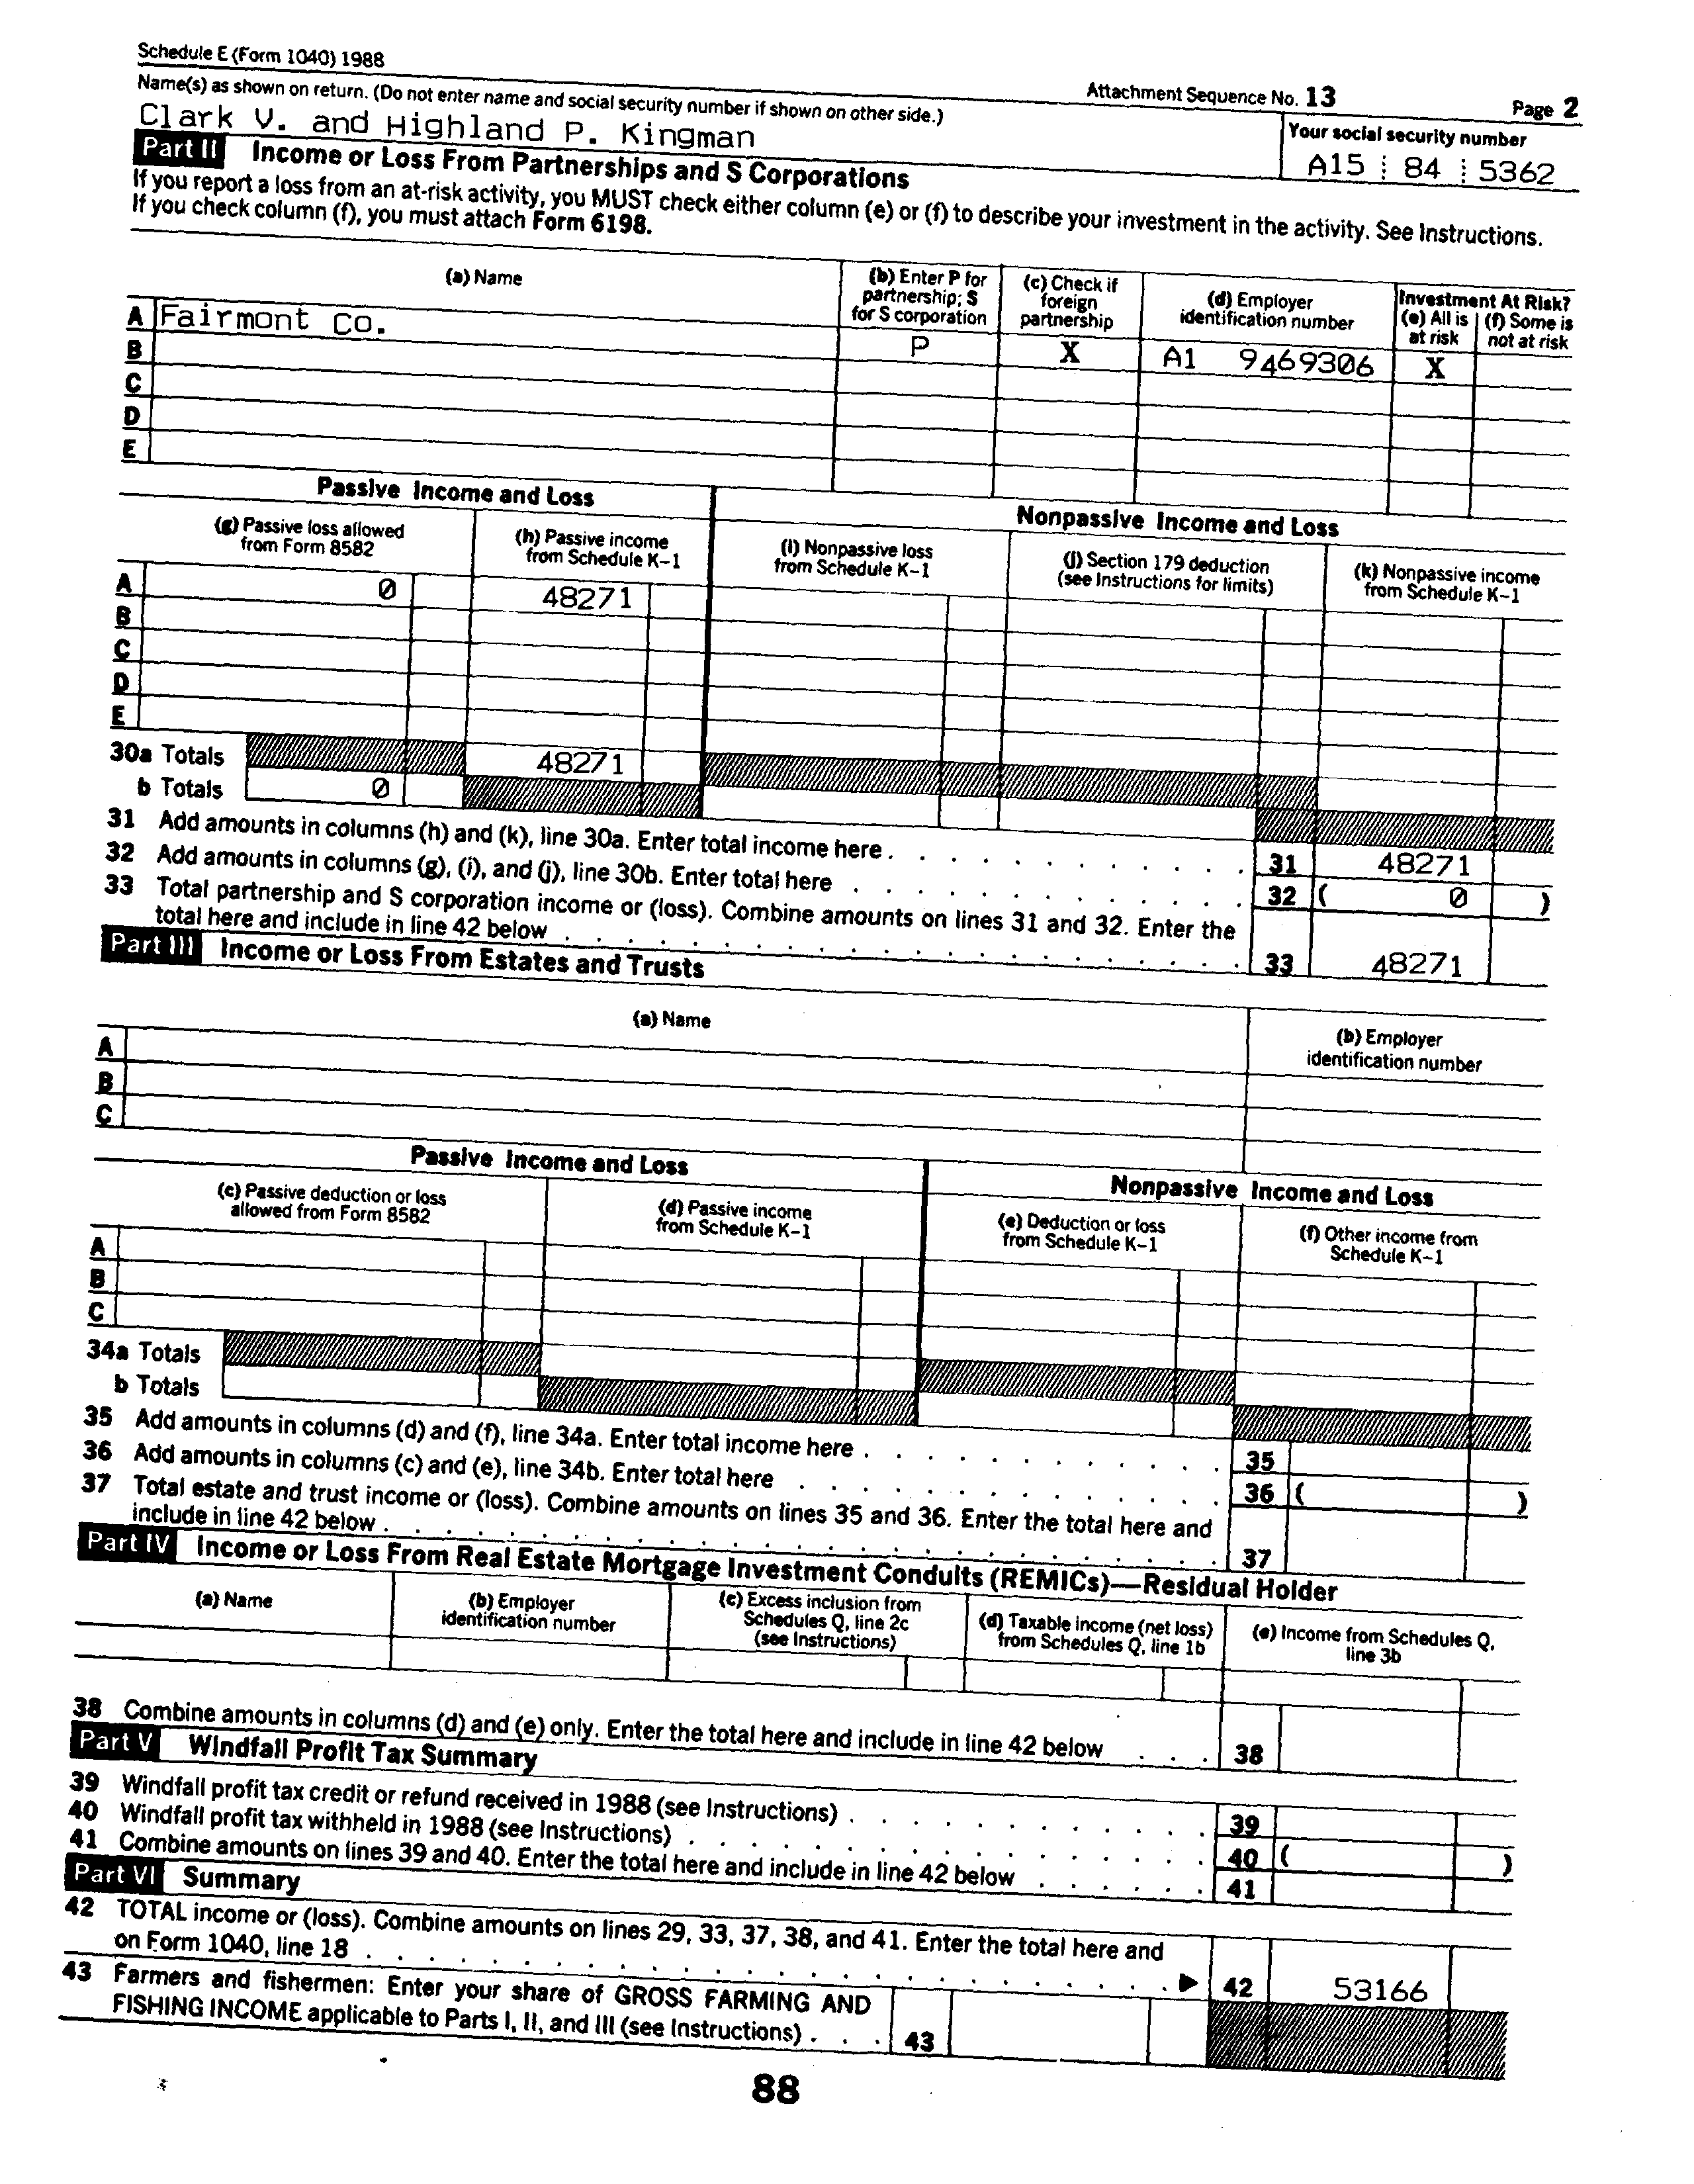 Schedule E (Form 1040) 1988
Attachment Sequence No. 13
Page 2
Name(s) as shown on return. (Do not enter name and social security number if shown on other side.)
Your social security number
Clark V. and Highland P. Kingman
A15 84 5362
Part II Income or Loss From Partnerships and S Corporations
If you report a loss from an at-risk activity, you MUST check either column (e) or (f) to describe your investment in the activity. See Instructions.
If you check column (f), you must attach Form 6198.
(a) Name
(b) Enter P for partnership; S for S corporation
(c) Check if foreign partnership
(d) Employer identification number
Investment At Risk?
(e) All is at risk
(f) Some is not at risk
A Fairmont Co. P X A1 9469306 X
B
C
D
E
Passive Income and Loss
Nonpassive Income and Loss
(g) Passive loss allowed from Form 8582
(h) Passive income from Schedule K-1
(i) Nonpassive loss from Schedule K-1
(j) Section 179 deduction (see Instructions for limits)
(k) Nonpassive income from Schedule K-1
A 0 48271
B
C
D
E
30a Totals 48271
b Totals 0
31 Add amounts in columns (h) and (k), line 30a. Enter total income here . . . . . . . . . . . . 31 48271
32 Add amounts in columns (g), (i), and (j), line 30b. Enter total here . . . . . . . . . . . . . 32 ( 0 )
33 Total partnership and S corporation income or (loss). Combine amounts on lines 31 and 32. Enter the
total here and include in line 42 below . . . . . . . . . . . . . . . . . . . . . . 33 48271
Part III Income or Loss From Estates and Trusts
(a) Name
(b) Employer identification number
A
B
C
Passive Income and Loss
Nonpassive Income and Loss
(c) Passive deduction or loss allowed from Form 8582
(d) Passive income from Schedule K-1
(e) Deduction or loss from Schedule K-1
(f) Other income from Schedule K-1
A
B
C
34a Totals
b Totals
35 Add amounts in columns (d) and (f), line 34a. Enter total income here . . . . . . . . . . . . 35
36 Add amounts in columns (c) and (e), line 34b. Enter total here . . . . . . . . . . . . . . 36 ( )
37 Total estate and trust income or (loss). Combine amounts on lines 35 and 36. Enter the total here and
include in line 42 below . . . . . . . . . . . . . . . . . . . . . . . . . . 37
Part IV Income or Loss From Real Estate Mortgage Investment Conduits (REMICs)—Residual Holder
(a) Name
(b) Employer identification number
(c) Excess inclusion from Schedules Q, line 2c (see Instructions)
(d) Taxable income (net loss) from Schedules Q, line 1b
(e) Income from Schedules Q, line 3b
38 Combine amounts in columns (d) and (e) only. Enter the total here and include in line 42 below . . . 38
Part V Windfall Profit Tax Summary
39 Windfall profit tax credit or refund received in 1988 (see Instructions) . . . . . . . . . . . . 39
40 Windfall profit tax withheld in 1988 (see Instructions) . . . . . . . . . . . . . . . . . 40 ( )
41 Combine amounts on lines 39 and 40. Enter the total here and include in line 42 below . . . . . . 41
Part VI Summary
42 TOTAL income or (loss). Combine amounts on lines 29, 33, 37, 38, and 41. Enter the total here and
on Form 1040, line 18 . . . . . . . . . . . . . . . . . . . . . . . . ▶ 42 53166
43 Farmers and fishermen: Enter your share of GROSS FARMING AND
FISHING INCOME applicable to Parts I, II, and III (see Instructions) . . . 43
88